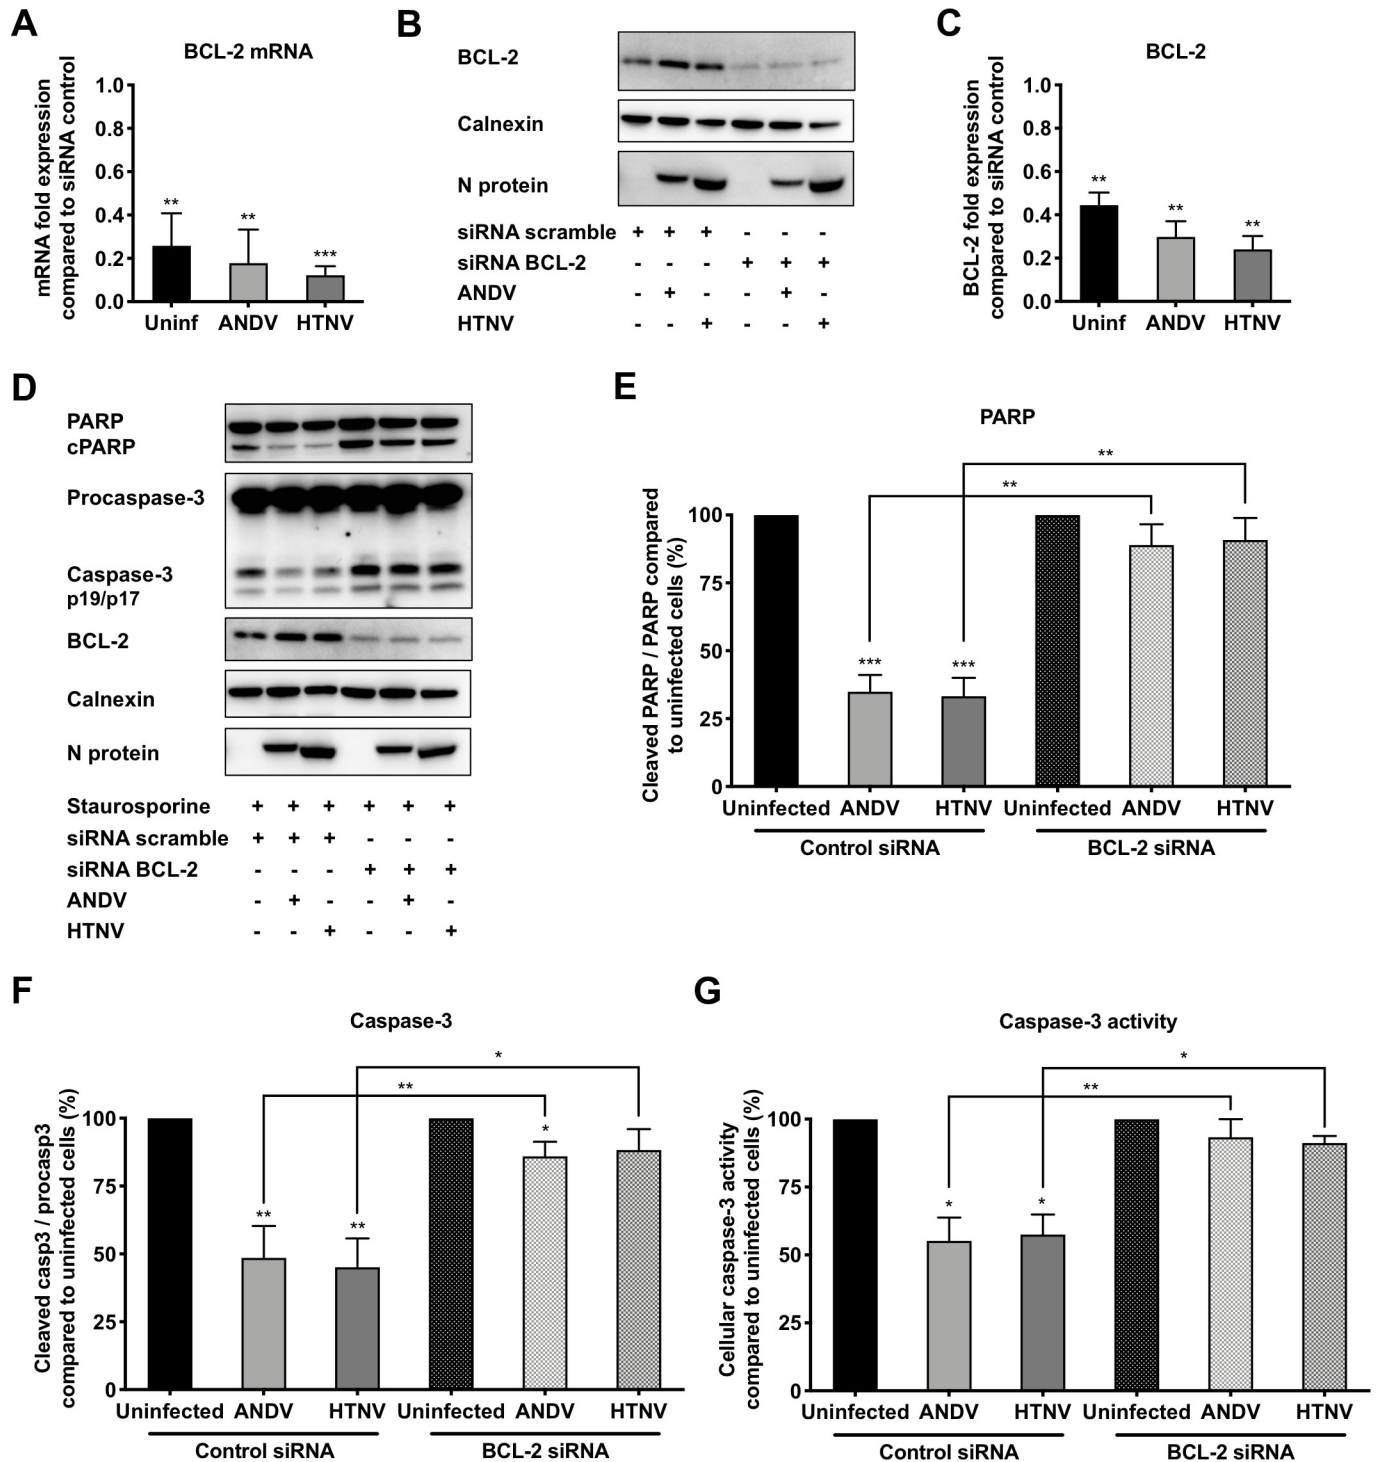 A
BCL-2 mRNA
mRNA fold expression
compared to siRNA control
1.0
0.8
0.6
0.4
0.2
0.0
** ** ***
Uninf ANDV HTNV
B
BCL-2
Calnexin
N protein
siRNA scramble + + + - - -
siRNA BCL-2 - - - + + +
ANDV - + - - + -
HTNV - - + - - +
C
BCL-2
BCL-2 fold expression
compared to siRNA control
1.0
0.8
0.6
0.4
0.2
0.0
** ** **
Uninf ANDV HTNV
D
PARP
cPARP
Procaspase-3
Caspase-3
p19/p17
BCL-2
Calnexin
N protein
Staurosporine + + + + + +
siRNA scramble + + + - - -
siRNA BCL-2 - - - + + +
ANDV - + - - + -
HTNV - - + - - +
E
PARP
Cleaved PARP / PARP compared
to uninfected cells (%)
100
75
50
25
0
**
**
*** ***
Uninfected ANDV HTNV Uninfected ANDV HTNV
Control siRNA BCL-2 siRNA
F
Caspase-3
Cleaved casp3 / procasp3
compared to uninfected cells (%)
100
75
50
25
0
*
**
*
** **
Uninfected ANDV HTNV Uninfected ANDV HTNV
Control siRNA BCL-2 siRNA
G
Caspase-3 activity
Cellular caspase-3 activity
compared to uninfected cells (%)
100
75
50
25
0
*
**
* *
Uninfected ANDV HTNV Uninfected ANDV HTNV
Control siRNA BCL-2 siRNA